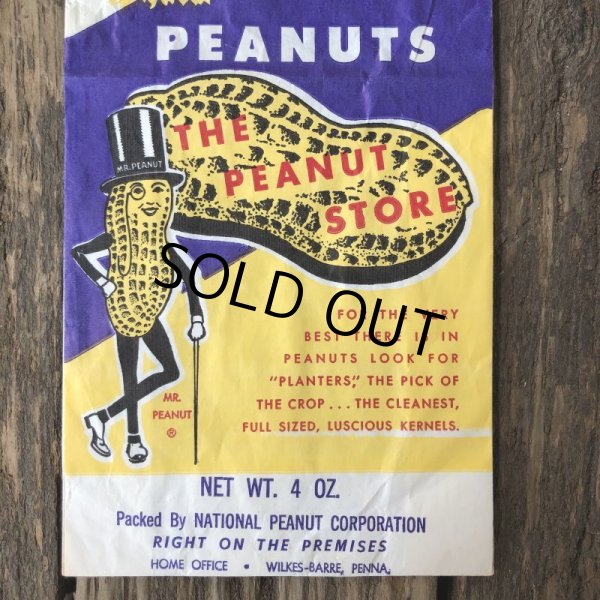 PEANUTS
THE
PEANUT
STORE
MR. PEANUT
SOLD OUT
FOR THE VERY
BEST THERE IS IN
PEANUTS LOOK FOR
"PLANTERS," THE PICK OF
THE CROP... THE CLEANEST,
FULL SIZED, LUSCIOUS KERNELS.
MR.
PEANUT
®
NET WT. 4 OZ.
Packed By NATIONAL PEANUT CORPORATION
RIGHT ON THE PREMISES
HOME OFFICE • WILKES-BARRE, PENNA.